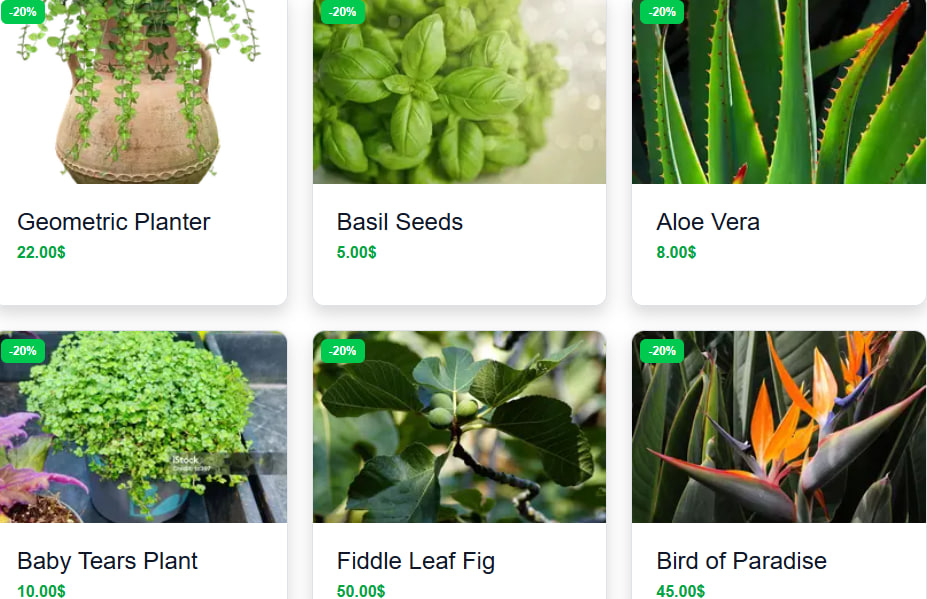 -20%
-20%
-20%
Geometric Planter
Basil Seeds
Aloe Vera
22.00$
5.00$
8.00$
-20%
-20%
-20%
iStock
Baby Tears Plant
Fiddle Leaf Fig
Bird of Paradise
10.00$
50.00$
45.00$